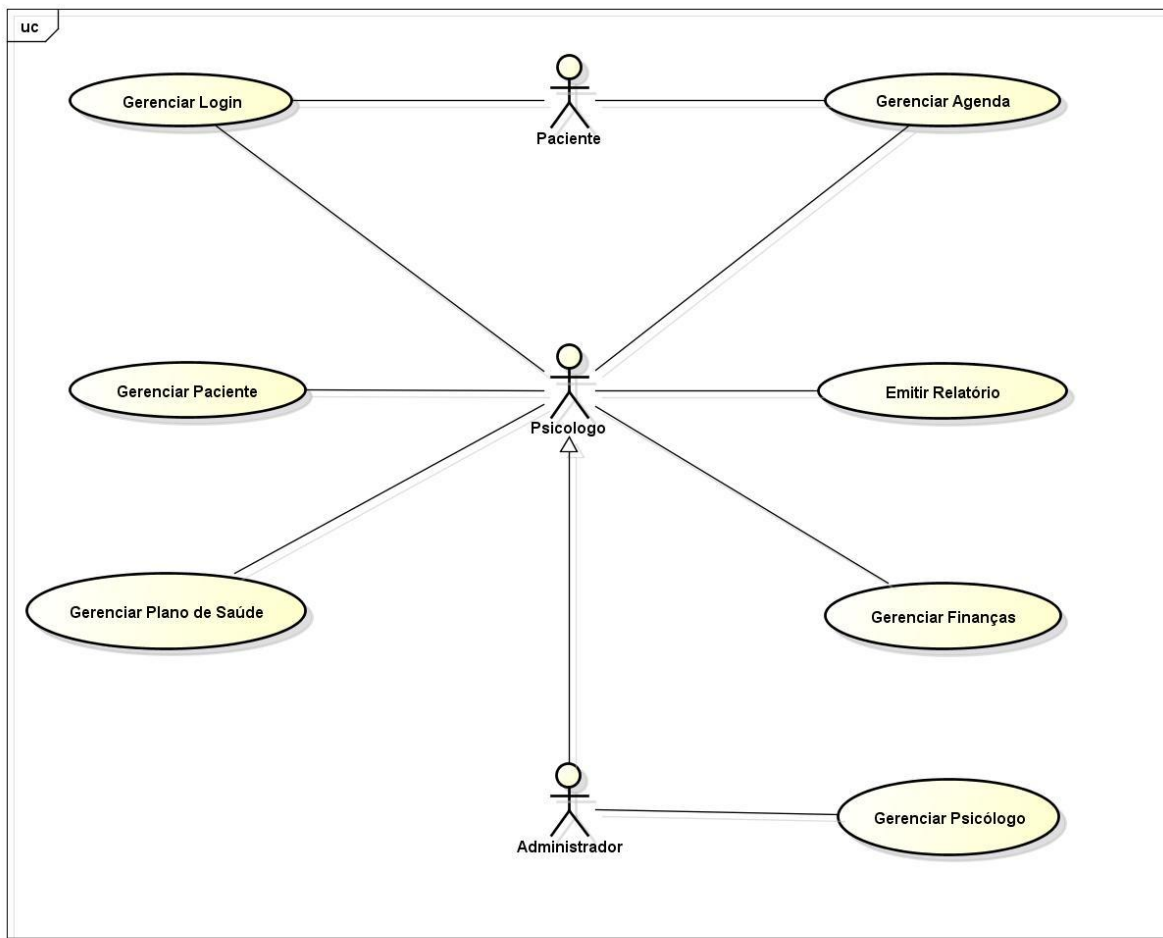 uc
Gerenciar Login
Paciente
Gerenciar Agenda
Gerenciar Paciente
Psicologo
Emitir Relatório
Gerenciar Plano de Saúde
Gerenciar Finanças
Administrador
Gerenciar Psicólogo